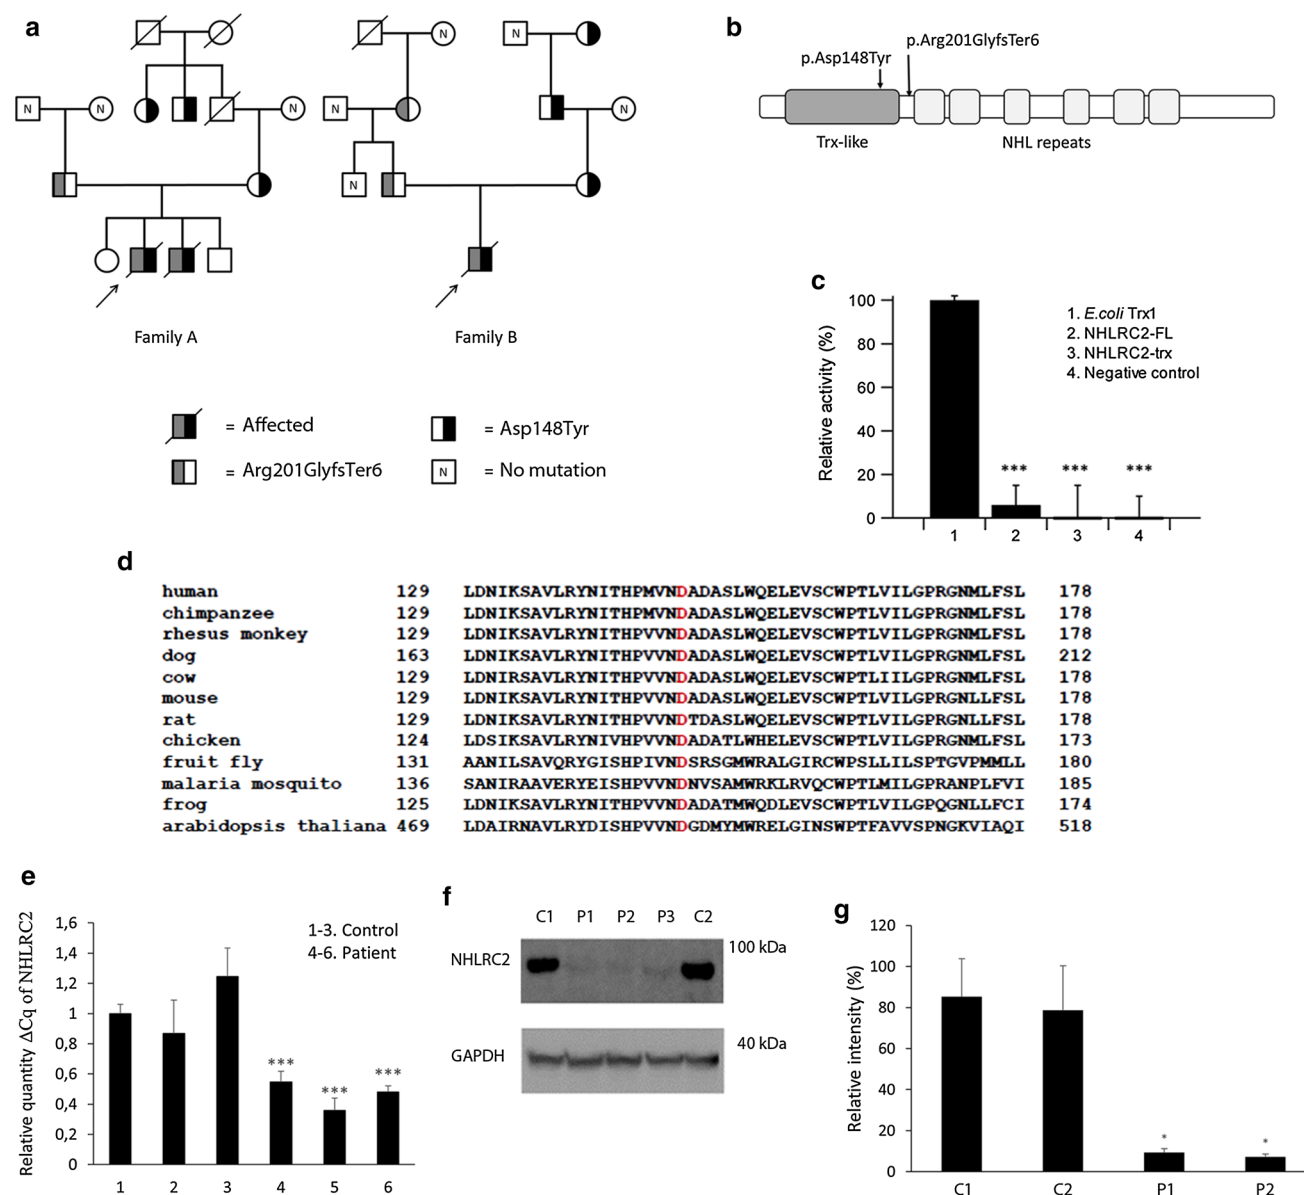 a
N
N
N
N
N
N
N
N
N
Family A
Family B
= Affected
= Asp148Tyr
= Arg201GlyfsTer6
N
= No mutation
b
p.Asp148Tyr
p.Arg201GlyfsTer6
Trx-like
NHL repeats
c
Relative activity (%)
100
80
60
40
20
0
1. E.coli Trx1
2. NHLRC2-FL
3. NHLRC2-trx
4. Negative control
*** *** ***
1 2 3 4
d
human 129 LDNIKSAVLRYNITHPMVNDADASLWQELEVSCWPTLVILGPRGNMLFSL 178
chimpanzee 129 LDNIKSAVLRYNITHPMVNDADASLWQELEVSCWPTLVILGPRGNMLFSL 178
rhesus monkey 129 LDNIKSAVLRYNITHPVVNDADASLWQELEVSCWPTLVILGPRGNMLFSL 178
dog 163 LDNIKSAVLRYNITHPVVNDADASLWQELEVSCWPTLVILGPRGNMLFSL 212
cow 129 LDNIRSAVLRYNITHPVVNDADASLWQELEVSCWPTLMILGPRGNMLFSL 178
mouse 129 LDNIKSAVLRYNITHPVVNDADASLWQELEVSCWPTLVILGPRGNLLFSL 178
rat 129 LDNIKSAVLRYNITHPVVNDTDASLWQELEVSCWPTLVILGPRGNLLFSL 178
chicken 124 LDSIKSAVLRYNIVHPVVNDADATLWHELEVSCWPTLVILGPRGNMLFSL 173
fruit fly 131 AANILSAVQRYGISHPIVNDSRSGMWRALGIRCWPSLLILSPTGVPMMLL 180
malaria mosquito 136 SANIRAAVERYEISHPVVNDNVSAMWRKLRVQCWPTLMILGPRANPLFVI 185
frog 125 LDNIKSAVLRYNITHPVVNDADATMWQDLEVSCWPTLVILGPQGNLLFCI 174
arabidopsis thaliana 469 LDAIRNAVLRYDISHPVVNDGDMYMWRELGINSWPTFAVVSPNGKVIAQI 518
e
Relative quantity ΔCq of NHLRC2
1,6
1,4
1,2
1
0,8
0,6
0,4
0,2
0
1-3. Control
4-6. Patient
*** *** ***
1 2 3 4 5 6
f
C1 P1 P2 P3 C2
NHLRC2
100 kDa
GAPDH
40 kDa
g
Relative intensity (%)
120
100
80
60
40
20
0
* *
C1 C2 P1 P2